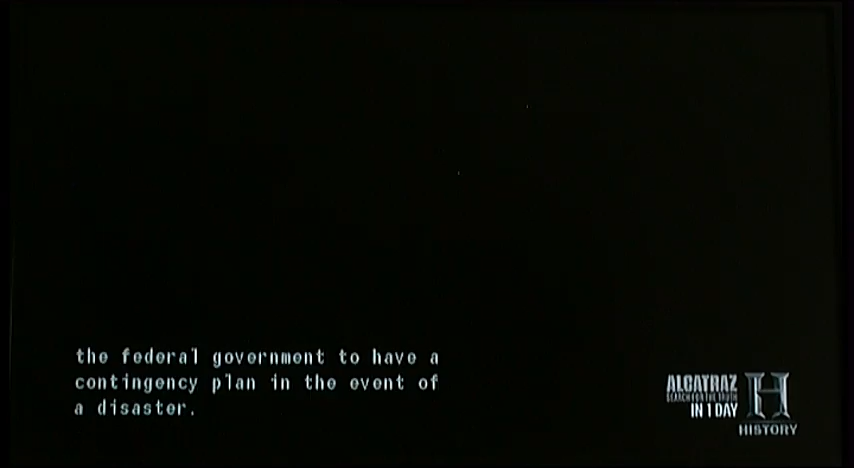 the federal government to have a
contingency plan in the event of
a disaster.
ALCATRAZ
SEARCH FOR THE TRUTH
IN 1 DAY
H
HISTORY